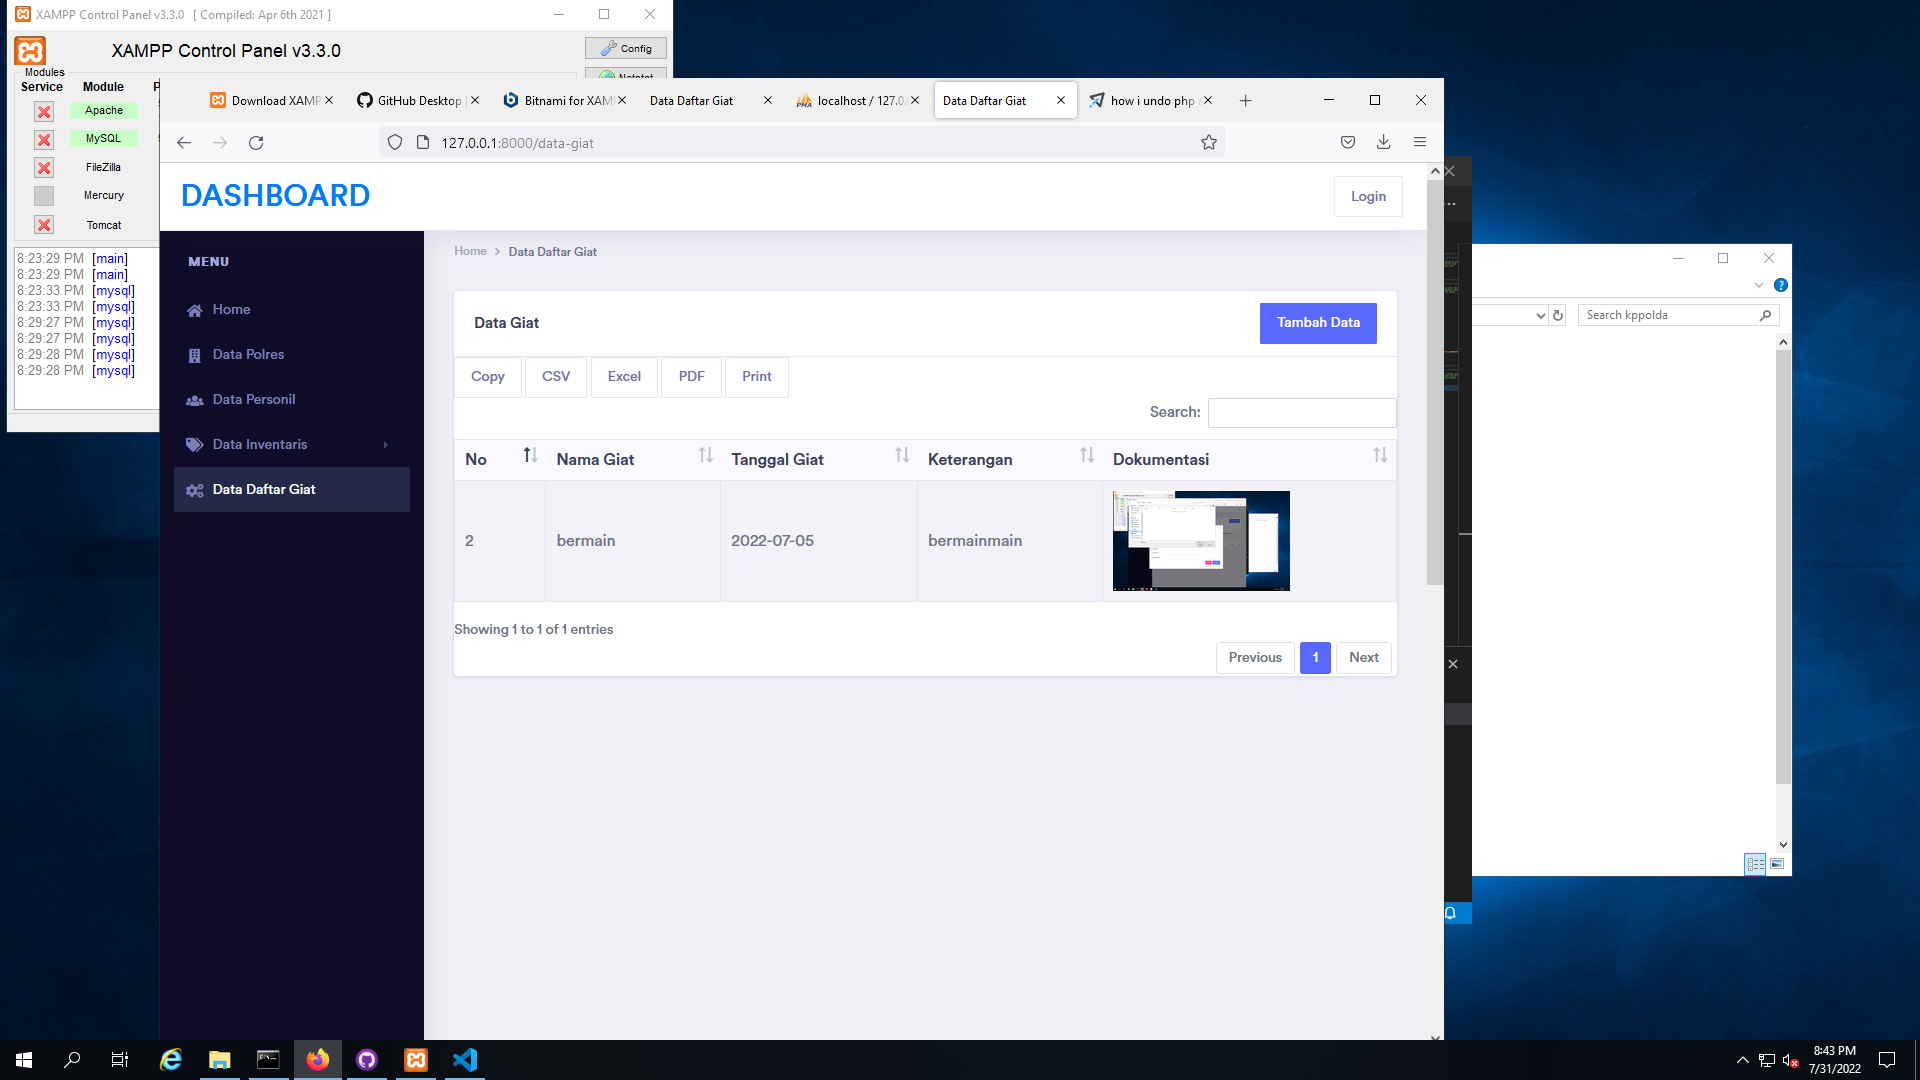 XAMPP Control Panel v3.3.0 [ Compiled: Apr 6th 2021 ]
XAMPP Control Panel v3.3.0
Config
Modules
Service Module
Apache
MySQL
FileZilla
Mercury
Tomcat
8:23:29 PM [main]
8:23:29 PM [main]
8:23:33 PM [mysql]
8:23:33 PM [mysql]
8:29:27 PM [mysql]
8:29:27 PM [mysql]
8:29:28 PM [mysql]
8:29:28 PM [mysql]
Download XAMP
GitHub Desktop
Bitnami for XAM
Data Daftar Giat
localhost / 127.0.
Data Daftar Giat
how i undo php
127.0.0.1:8000/data-giat
DASHBOARD
Login
MENU
Home
Data Polres
Data Personil
Data Inventaris
Data Daftar Giat
Home > Data Daftar Giat
Data Giat
Tambah Data
Copy CSV Excel PDF Print
Search:
No Nama Giat Tanggal Giat Keterangan Dokumentasi
2 bermain 2022-07-05 bermainmain
Showing 1 to 1 of 1 entries
Previous 1 Next
Search kppolda
8:43 PM
7/31/2022